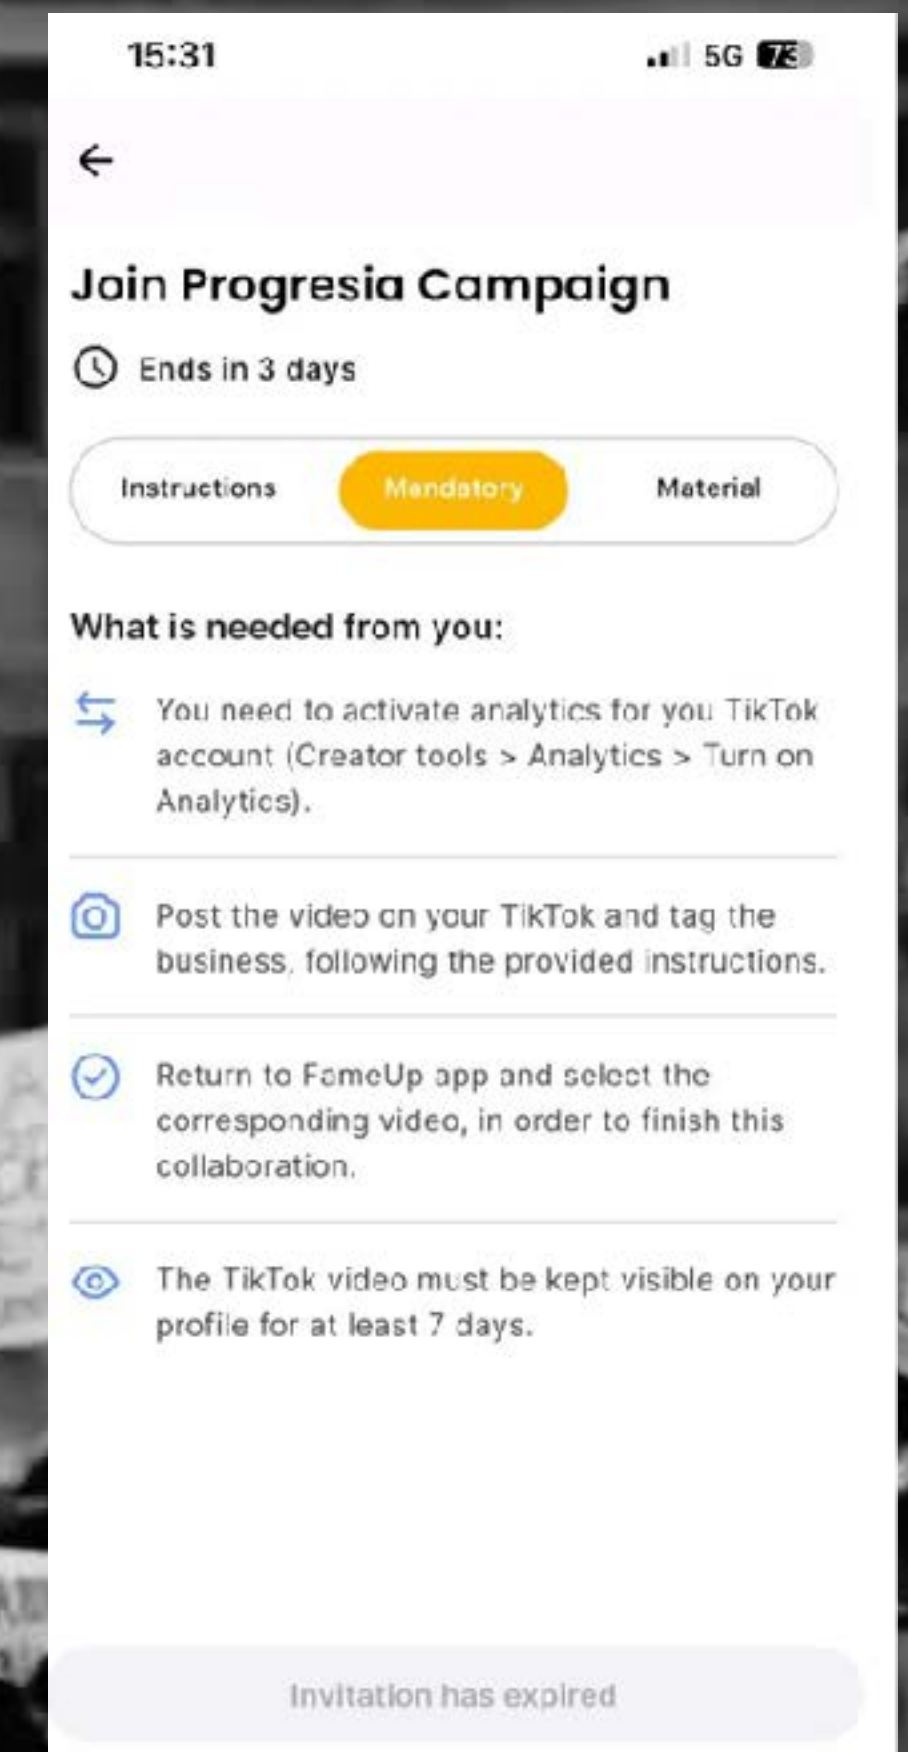 15:31
5G 73
Join Progresia Campaign
Ends in 3 days
Instructions
Mandatory
Material
What is needed from you:
You need to activate analytics for you TikTok
account (Creator tools > Analytics > Turn on
Analytics).
Post the video on your TikTok and tag the
business, following the provided instructions.
Return to FameUp app and select the
corresponding video, in order to finish this
collaboration.
The TikTok video must be kept visible on your
profile for at least 7 days.
Invitation has expired